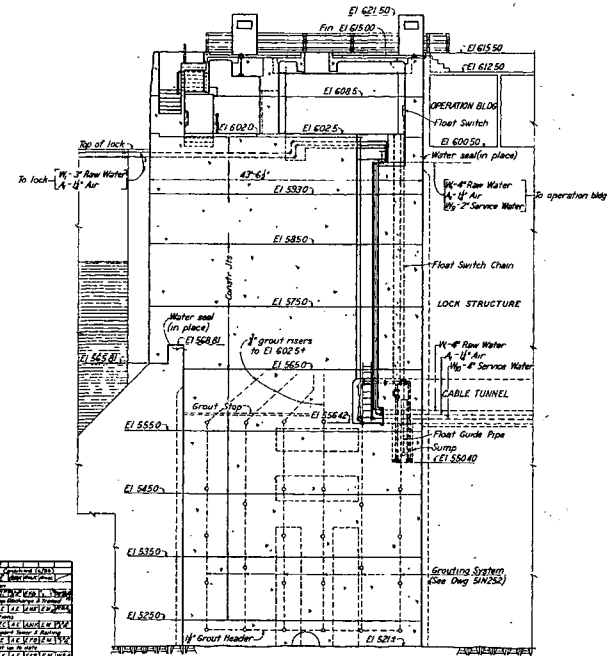 El 621.50
Fin El 615.00
El 615.50
El 612.50
El 608.5
OPERATION BLDG
Float Switch
El 602.0
El 602.5
El 600.50
Top of lock
Water seal (in place)
To lock
W₁-3" Raw Water
A₁-1¼" Air
43'-6½"
El 593.0
W₁-4" Raw Water
A₁-1¼" Air
W₅-2" Service Water
To operation bldg
El 585.0
Float Switch Chain
Constr. Jts
El 575.0
LOCK STRUCTURE
Water seal
(in place)
El 568.81
¾" grout risers
to El 602.5±
W₁-4" Raw Water
A₁-1¼" Air
-4" Service Water
El 565.81
El 565.0
CABLE TUNNEL
Grout Stop
El 556.42
El 555.0
Float Guide Pipe
Sump
El 550.40
El 545.0
El 535.0
Grouting System
(See Dwg 51N252)
El 525.0
1½" Grout Header
El 521±